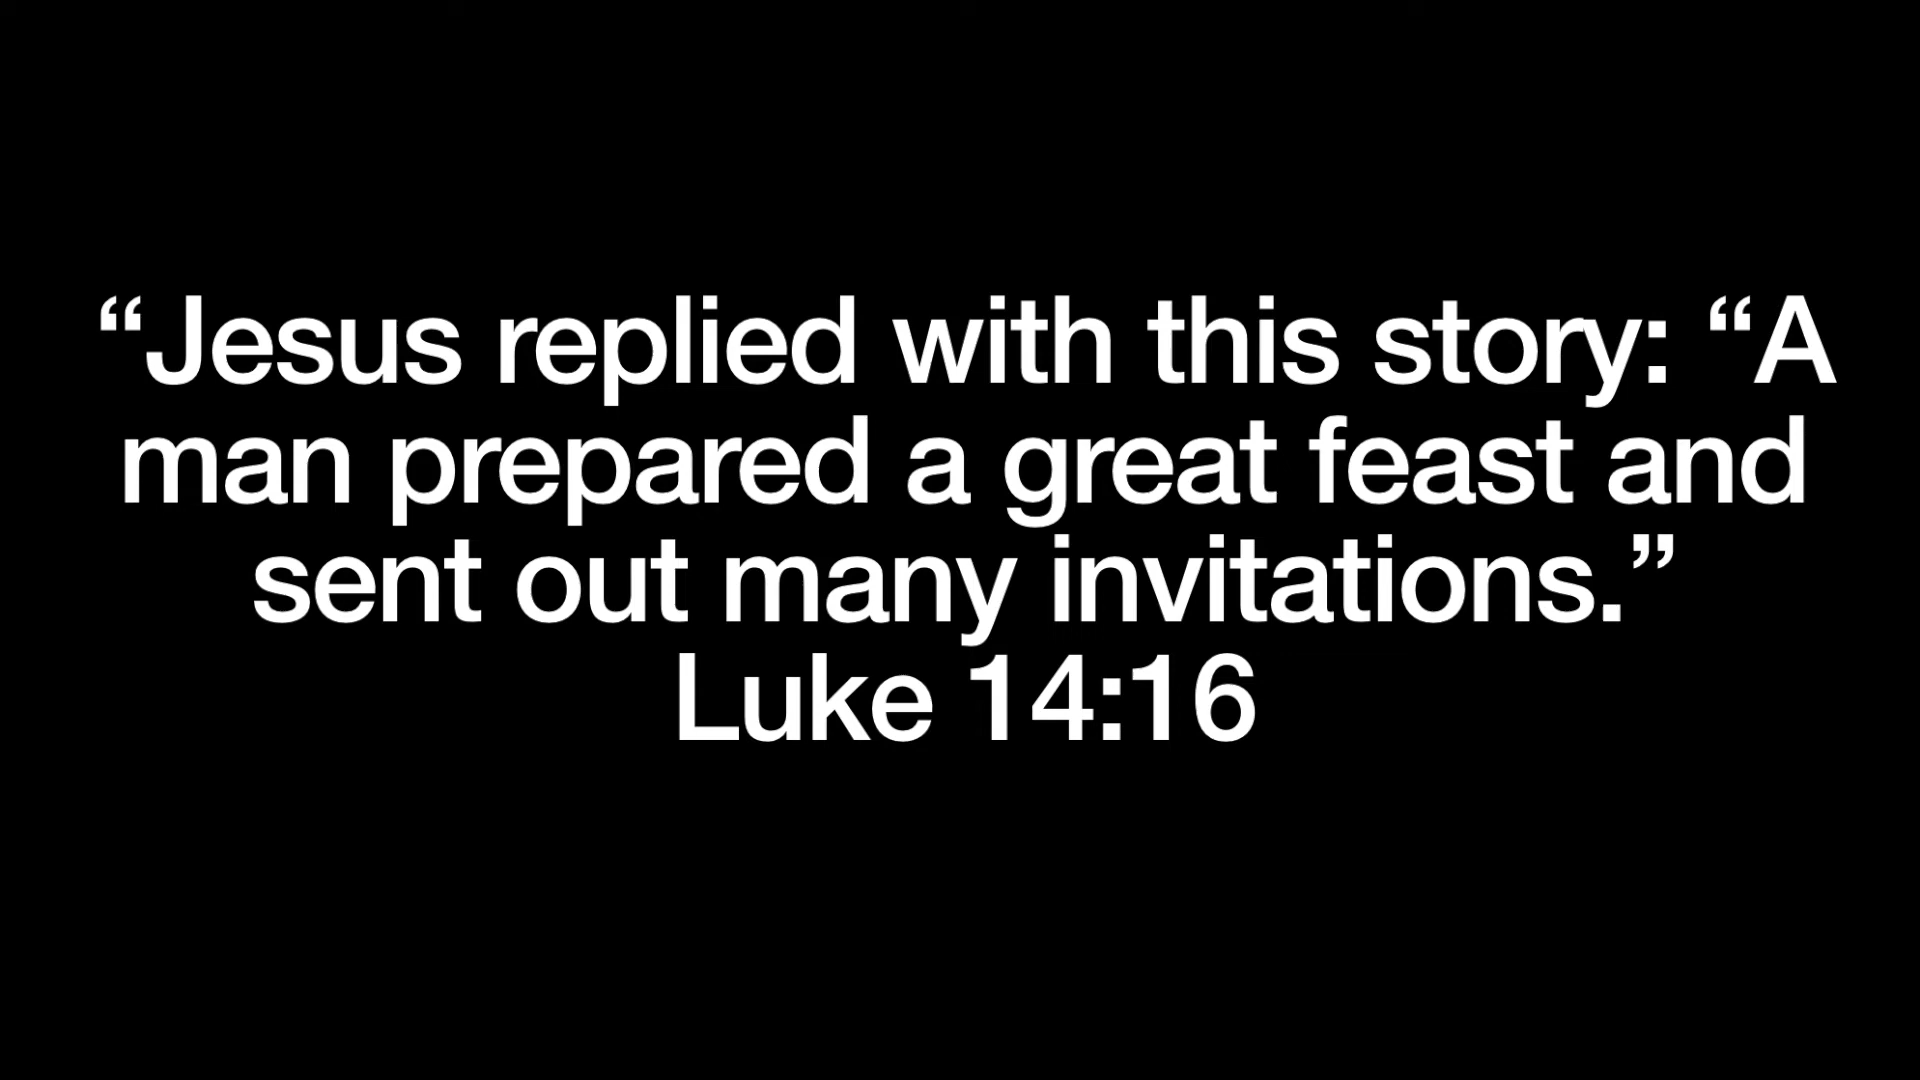 “Jesus replied with this story: “A
man prepared a great feast and
sent out many invitations.”
Luke 14:16